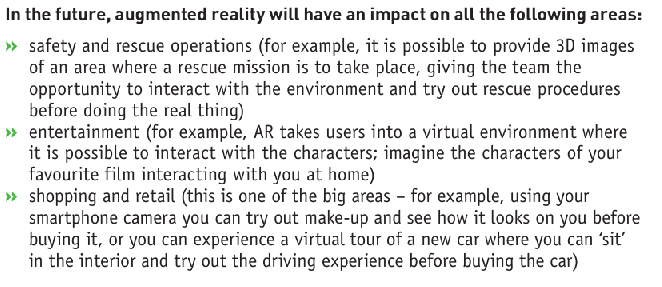 In the future, augmented reality will have an impact on all the following areas:
» safety and rescue operations (for example, it is possible to provide 3D images
of an area where a rescue mission is to take place, giving the team the
opportunity to interact with the environment and try out rescue procedures
before doing the real thing)
» entertainment (for example, AR takes users into a virtual environment where
it is possible to interact with the characters; imagine the characters of your
favourite film interacting with you at home)
» shopping and retail (this is one of the big areas – for example, using your
smartphone camera you can try out make-up and see how it looks on you before
buying it, or you can experience a virtual tour of a new car where you can ‘sit’
in the interior and try out the driving experience before buying the car)